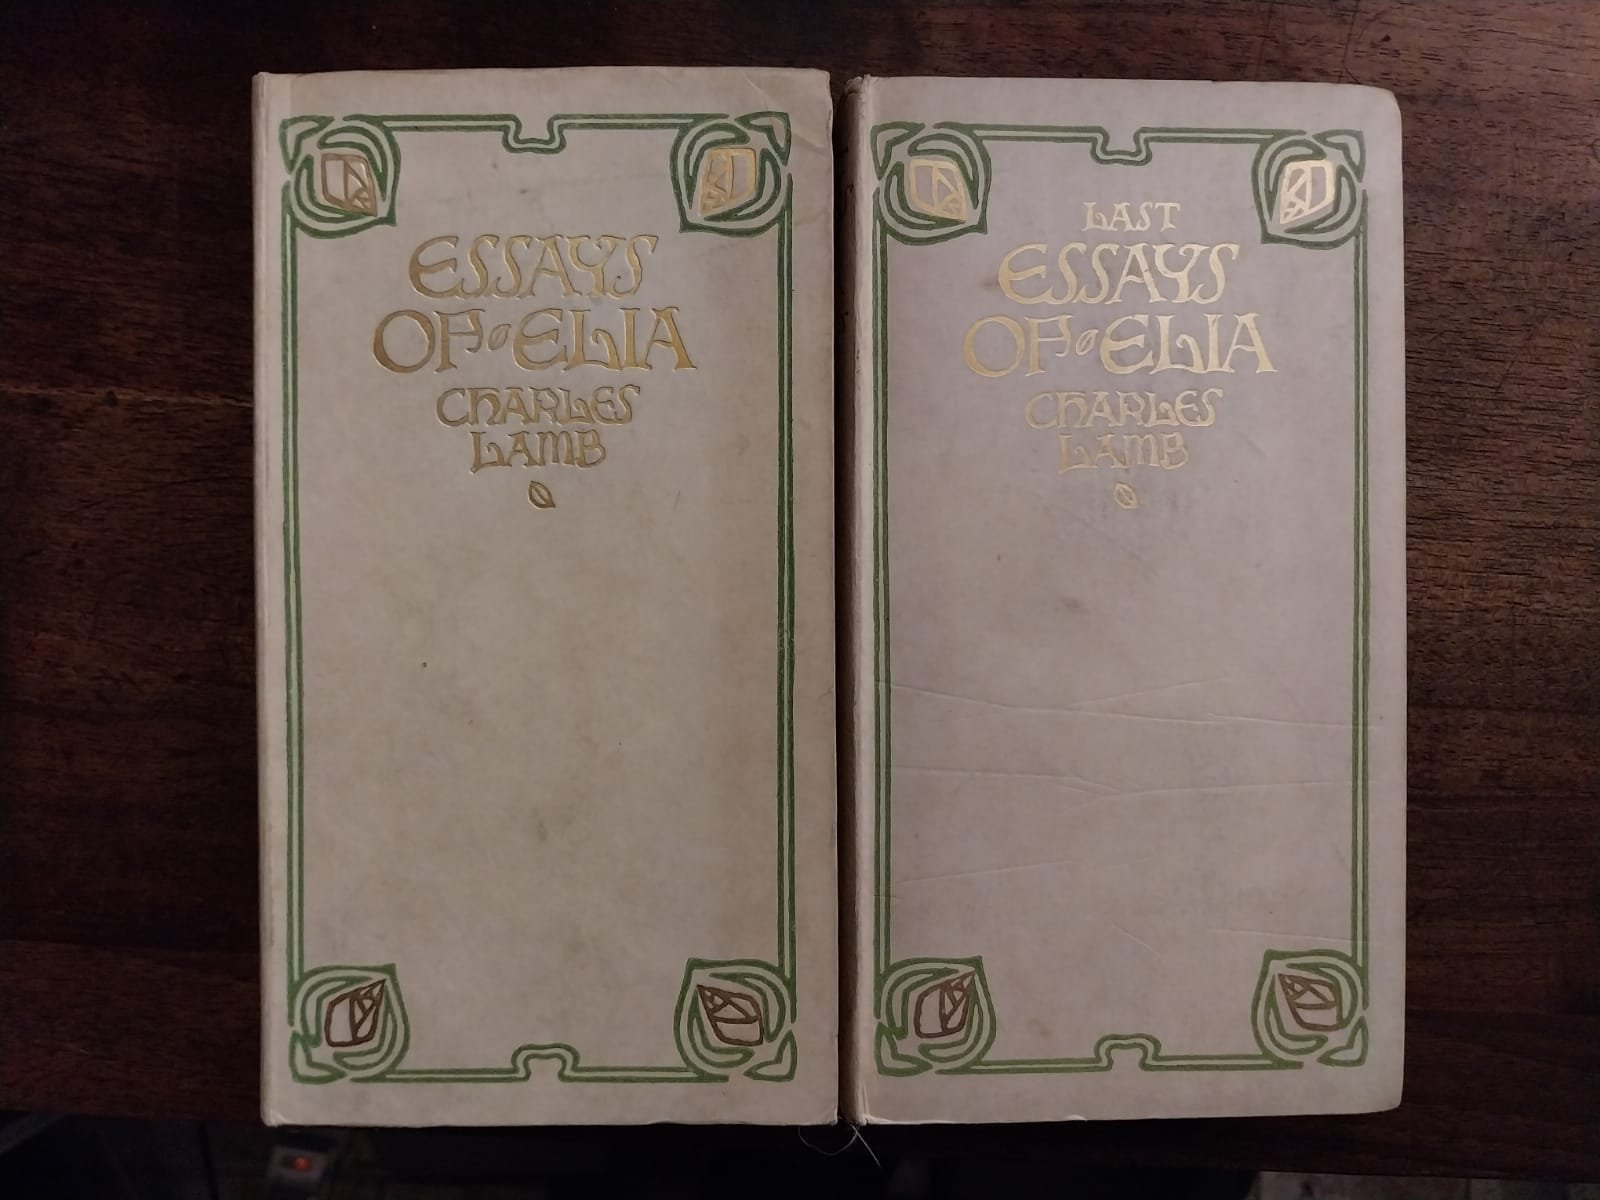 ESSAYS
OF ELIA
CHARLES
LAMB
LAST
ESSAYS
OF ELIA
CHARLES
LAMB